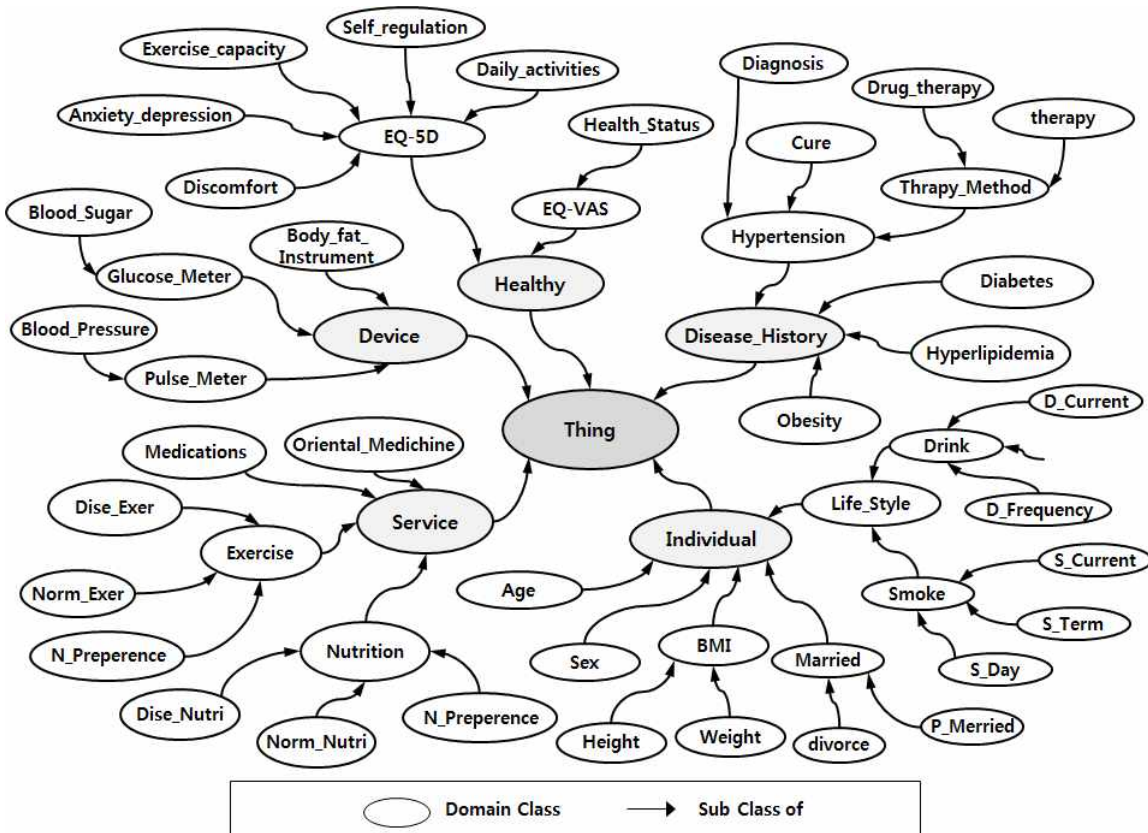 Self_regulation
Exercise_capacity
Daily_activities
Diagnosis
Drug_therapy
Anxiety_depression
EQ-5D
Health_Status
therapy
Cure
Discomfort
Thrapy_Method
Blood_Sugar
EQ-VAS
Body_fat_
Instrument
Hypertension
Glucose_Meter
Healthy
Diabetes
Blood_Pressure
Device
Disease_History
Hyperlipidemia
Pulse_Meter
D_Current
Thing
Obesity
Medications
Oriental_Medichine
Drink
Dise_Exer
Service
Life_Style
D_Frequency
Exercise
Individual
S_Current
Norm_Exer
Age
Smoke
S_Term
N_Preperence
Nutrition
Sex
BMI
Married
S_Day
Dise_Nutri
N_Preperence
P_Merried
Norm_Nutri
Height
Weight
divorce
Domain Class
Sub Class of